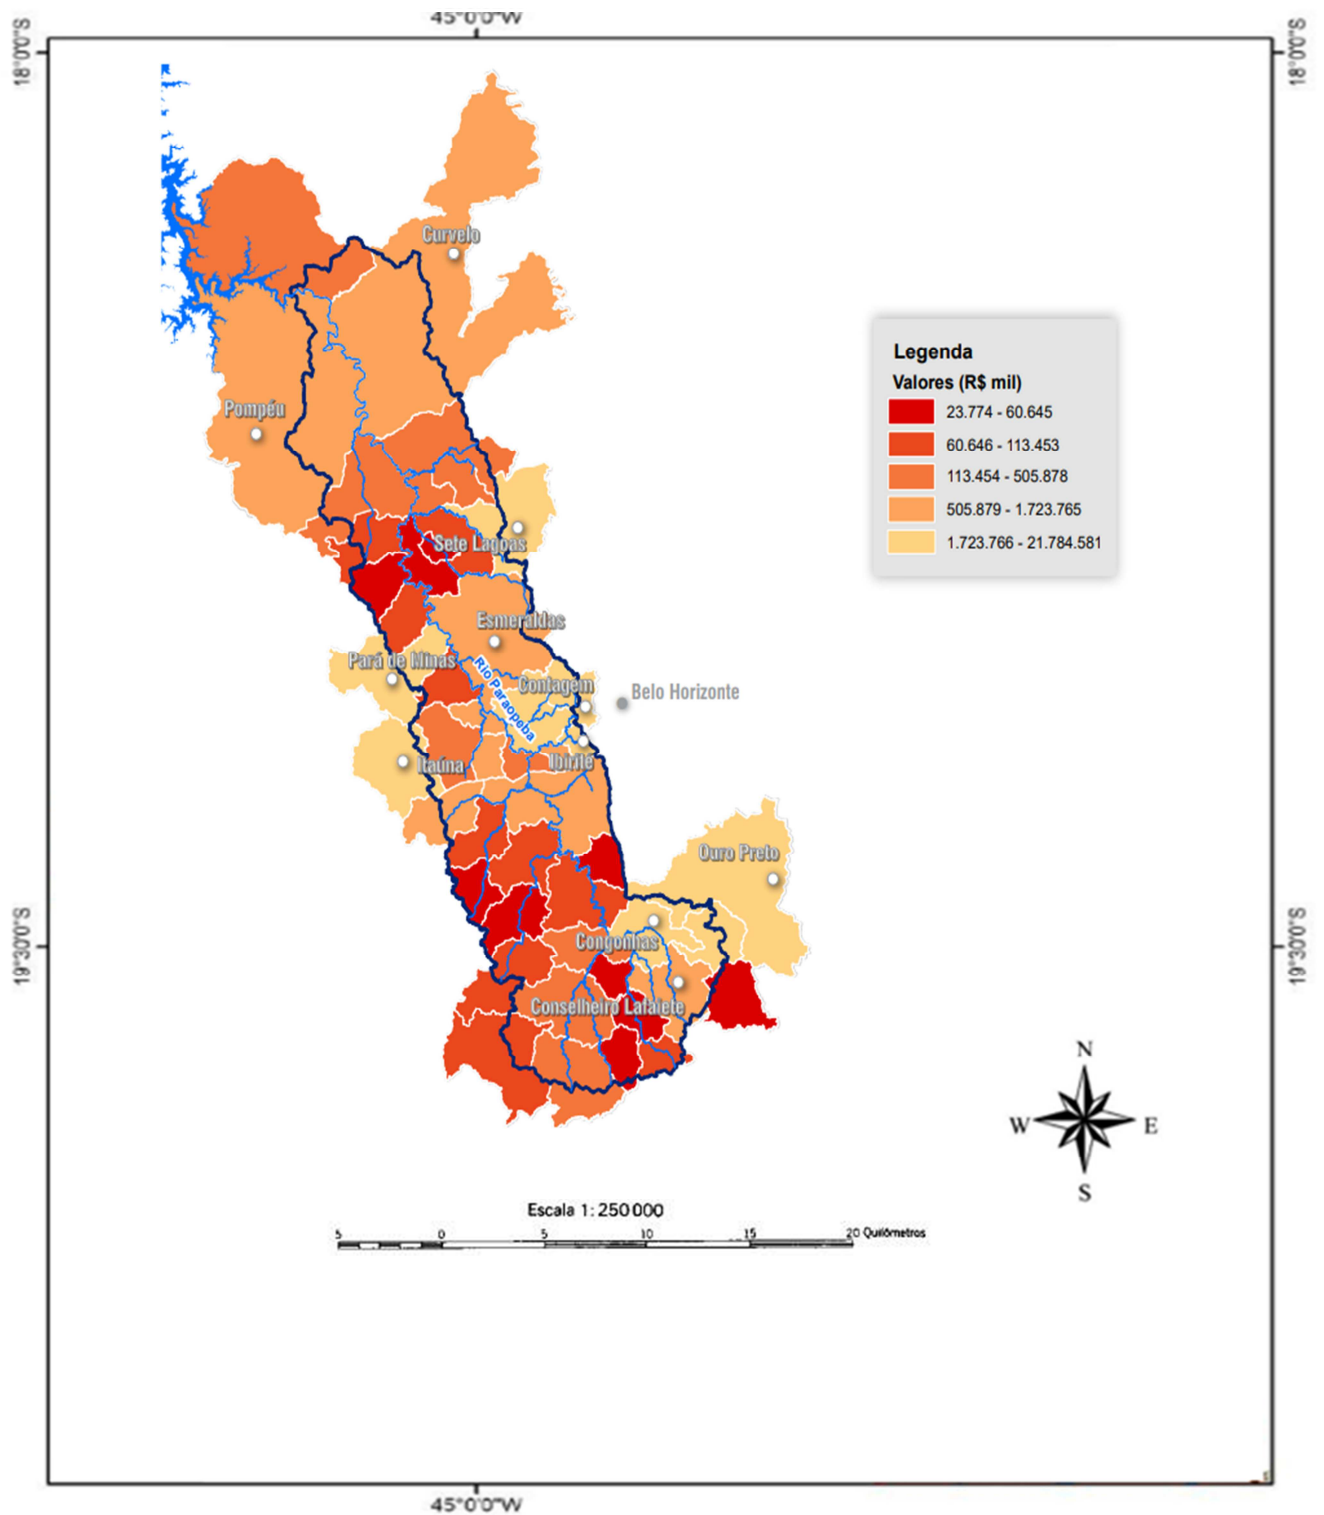 45°0'0"W
18°0'0"S
18°0'0"S
Curvelo
Legenda
Valores (R$ mil)
23.774 - 60.645
60.646 - 113.453
113.454 - 505.878
505.879 - 1.723.765
1.723.766 - 21.784.581
Pompéu
Sete Lagoas
Esmeraldas
Pará de Minas
Rio Paraopeba
Contagem
Belo Horizonte
Itaúna
Ibirité
Ouro Preto
19°30'0"S
19°30'0"S
Congonhas
Conselheiro Lafaiete
N
W
E
S
Escala 1: 250 000
5 0 5 10 15 20 Quilômetros
45°0'0"W